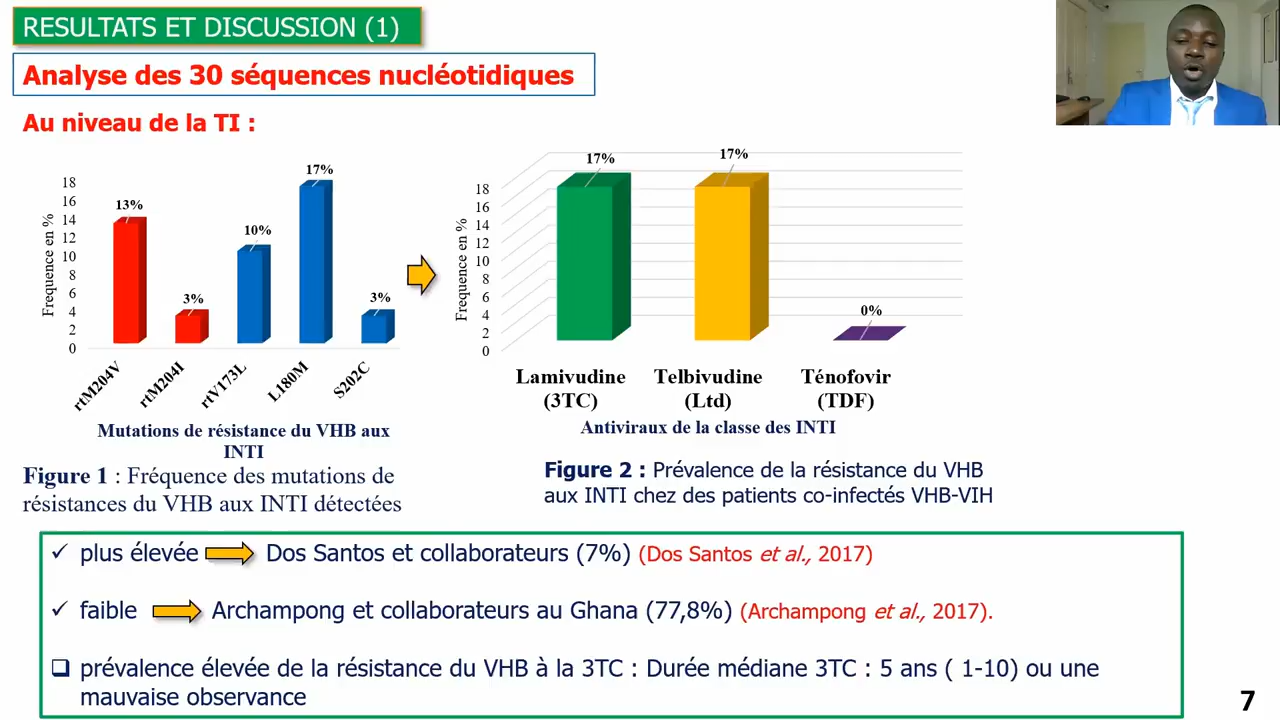 RESULTATS ET DISCUSSION (1)
Analyse des 30 séquences nucléotidiques
Au niveau de la TI :
Frequence en %
18
16
14
12
10
8
6
4
2
0
13%
3%
10%
17%
3%
rtM204V
rtM204I
rtV173L
L180M
S202C
Mutations de résistance du VHB aux
INTI
Figure 1 : Fréquence des mutations de
résistances du VHB aux INTI détectées
Frequence en %
18
16
14
12
10
8
6
4
2
0
17%
17%
0%
Lamivudine
(3TC)
Telbivudine
(Ltd)
Ténofovir
(TDF)
Antiviraux de la classe des INTI
Figure 2 : Prévalence de la résistance du VHB
aux INTI chez des patients co-infectés VHB-VIH
✓ plus élevée Dos Santos et collaborateurs (7%) (Dos Santos et al., 2017)
✓ faible Archampong et collaborateurs au Ghana (77,8%) (Archampong et al., 2017).
❑ prévalence élevée de la résistance du VHB à la 3TC : Durée médiane 3TC : 5 ans ( 1-10) ou une
mauvaise observance
7